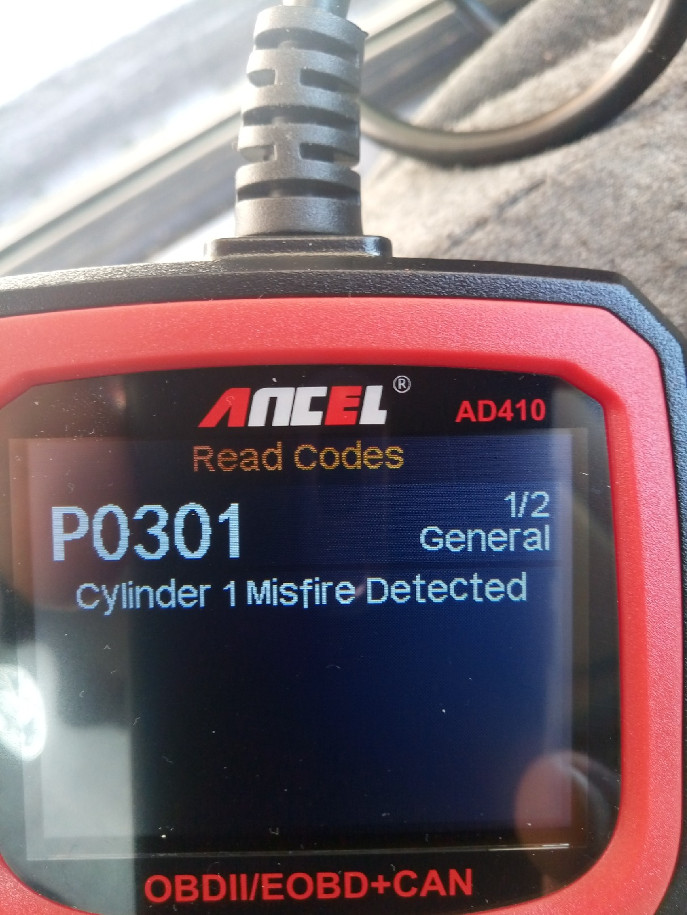 ANCEL®
AD410
Read Codes
P0301
1/2
General
Cylinder 1 Misfire Detected
OBDII/EOBD+CAN